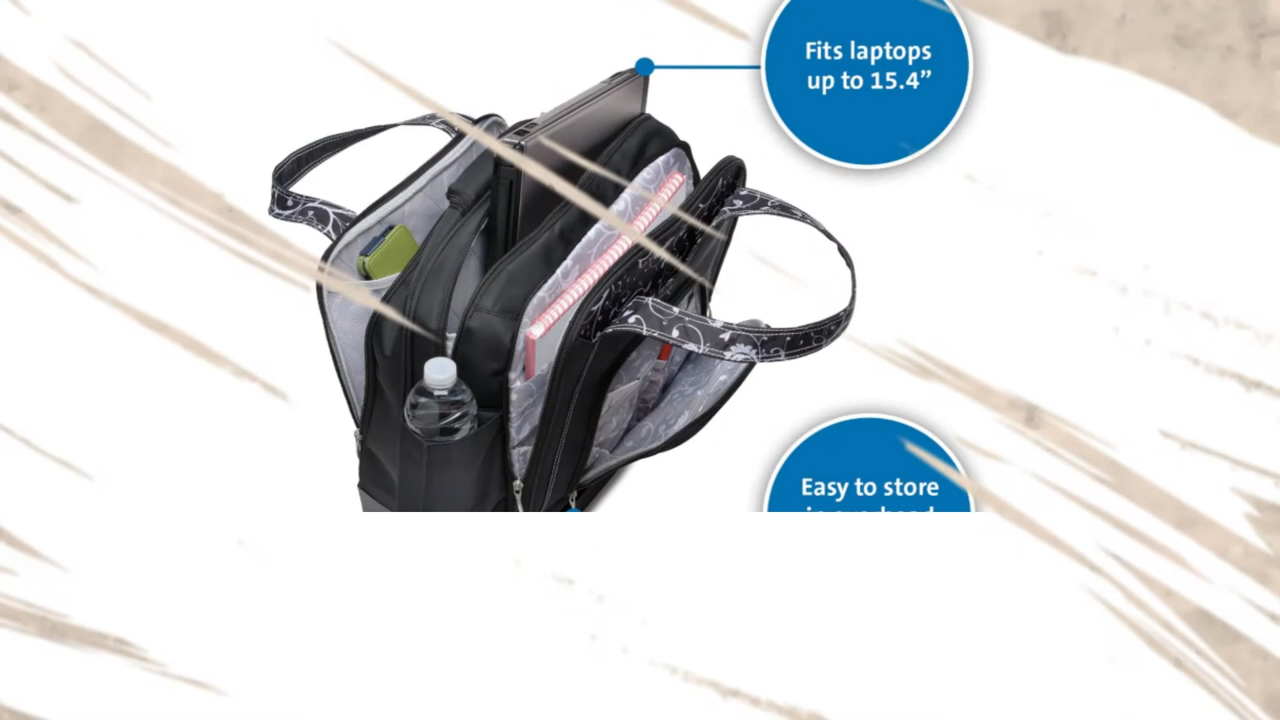 Fits laptops
up to 15.4”
Easy to store